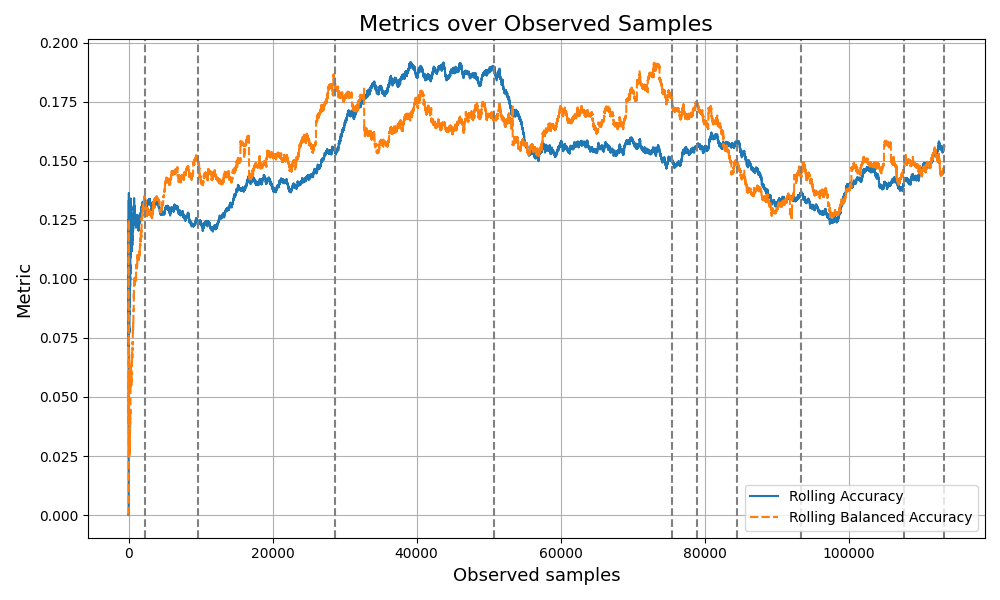 Metrics over Observed Samples
0.200
0.175
0.150
0.125
0.100
0.075
0.050
0.025
0.000
Metric
0 20000 40000 60000 80000 100000
Observed samples
Rolling Accuracy
Rolling Balanced Accuracy